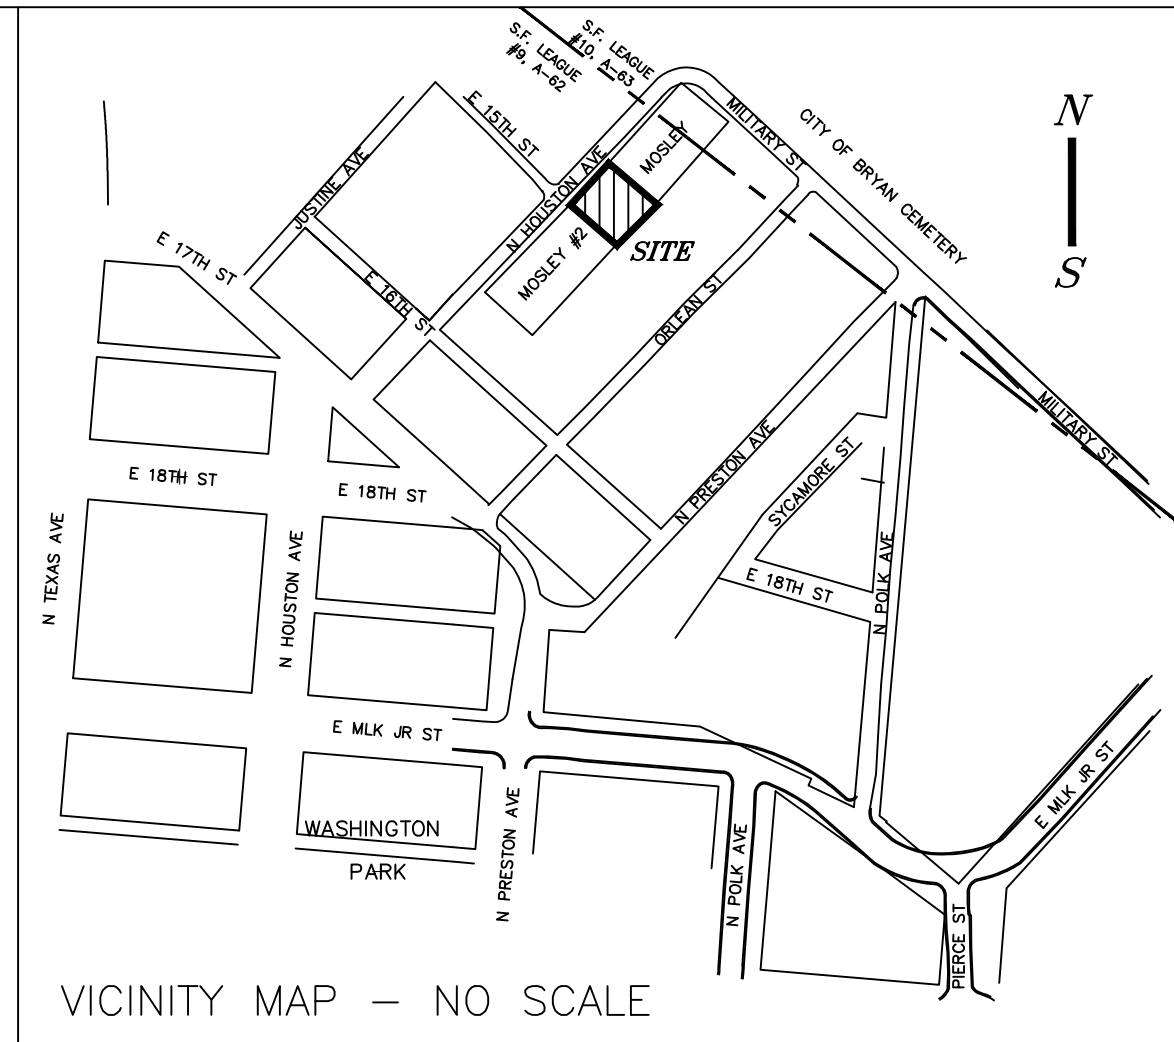 S.F. LEAGUE
#10, A-63
S.F. LEAGUE
#9, A-62
E 15TH ST
MILITARY ST
CITY OF BRYAN CEMETERY
N
S
JUSTINE AVE
N HOUSTON AVE
MOSLEY
MOSLEY #2
SITE
E 17TH ST
E 16TH ST
ORLEAN ST
MILITARY ST
N PRESTON AVE
SYCAMORE ST
E 18TH ST
E 18TH ST
N TEXAS AVE
N HOUSTON AVE
E 18TH ST
N POLK AVE
E MLK JR ST
E MLK JR ST
WASHINGTON
PARK
N PRESTON AVE
N POLK AVE
PIERCE ST
VICINITY MAP - NO SCALE